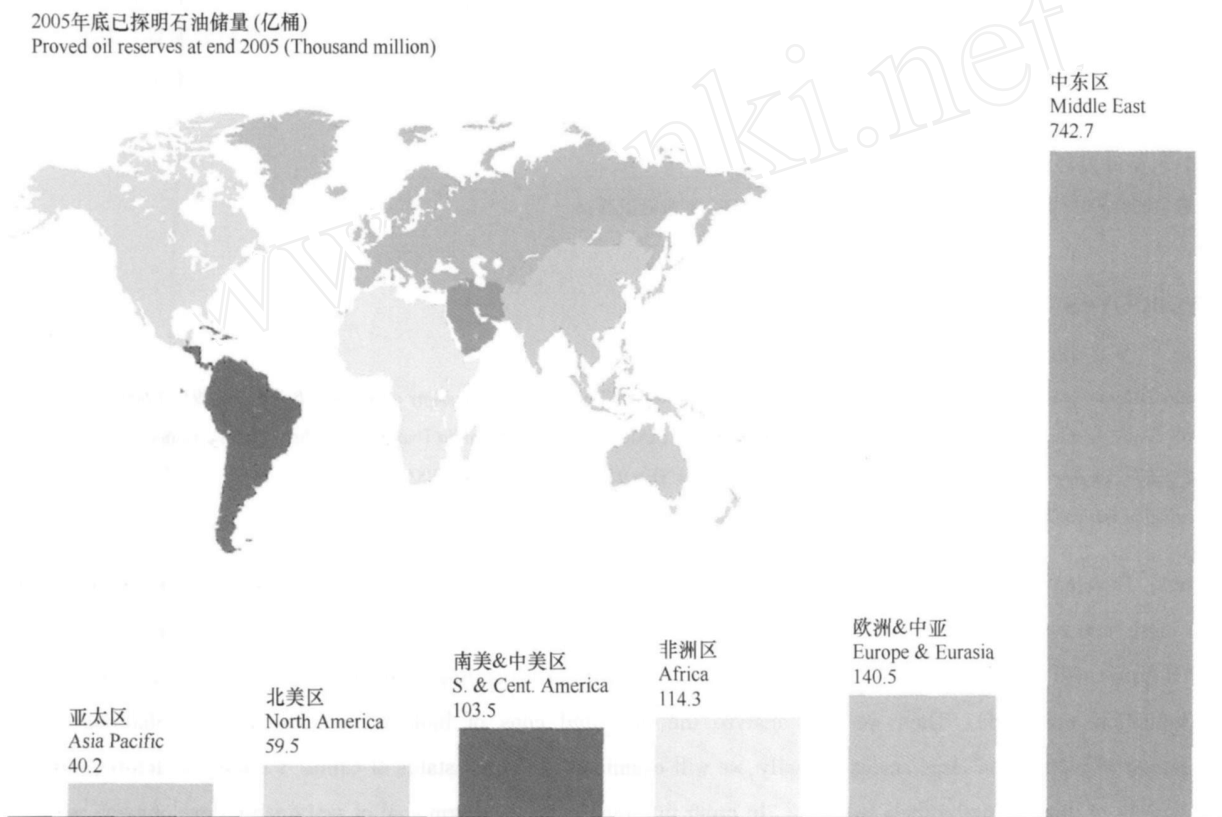 2005年底已探明石油储量 (亿桶)
Proved oil reserves at end 2005 (Thousand million)
中东区
Middle East
742.7
欧洲&中亚
Europe & Eurasia
140.5
非洲区
Africa
114.3
南美&中美区
S. & Cent. America
103.5
北美区
North America
59.5
亚太区
Asia Pacific
40.2